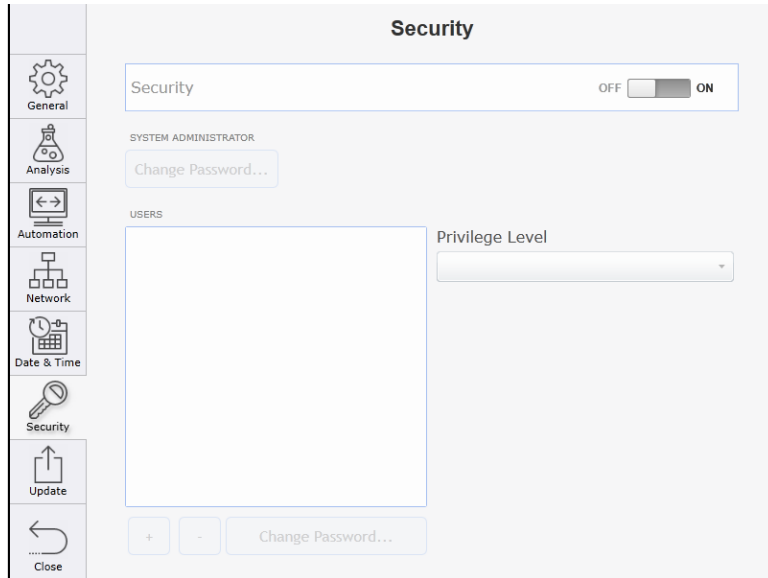 Security
General
Analysis
Automation
Network
Date & Time
Security
Update
Close
Security
OFF ON
SYSTEM ADMINISTRATOR
Change Password...
USERS
Privilege Level
+ - Change Password...